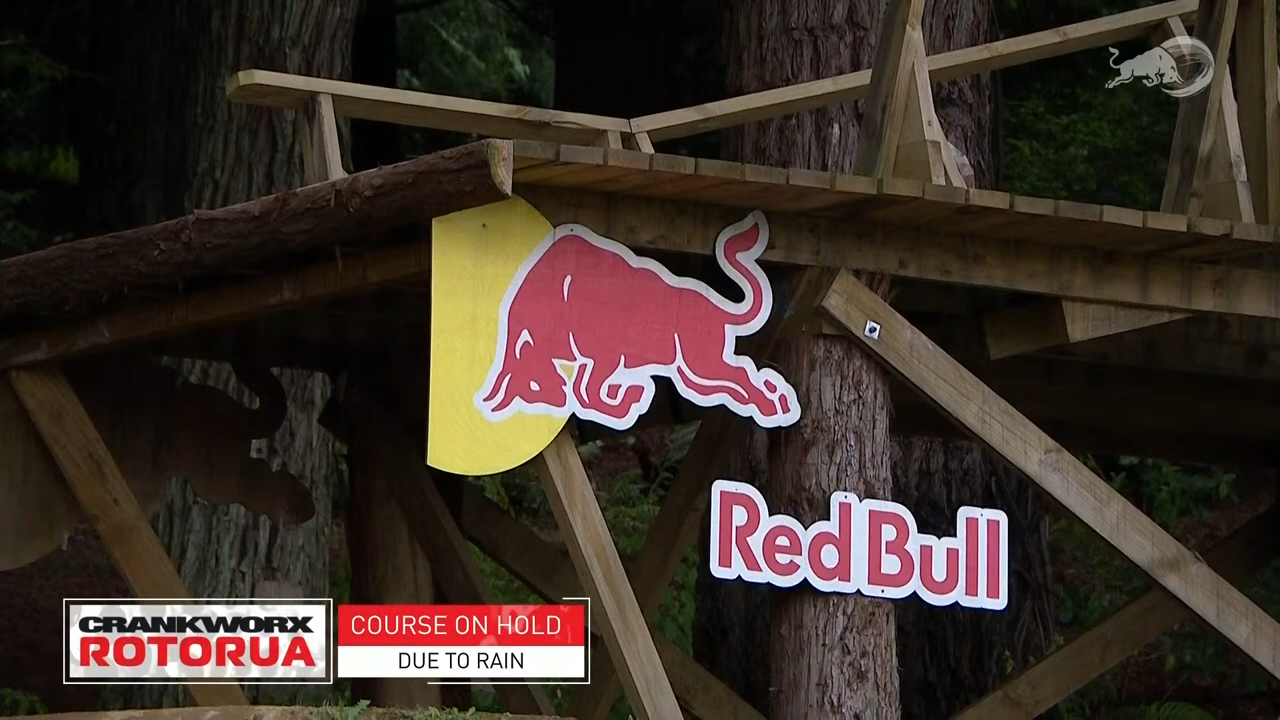 Red Bull
CRANKWORX
ROTORUA
COURSE ON HOLD
DUE TO RAIN